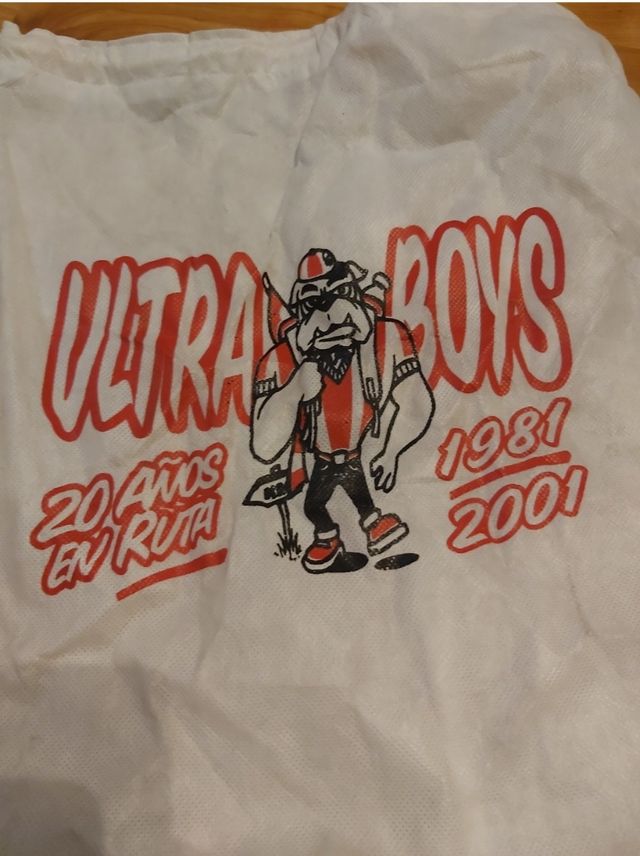 ULTRA BOYS
20 AÑOS
EN RUTA
1981
2001